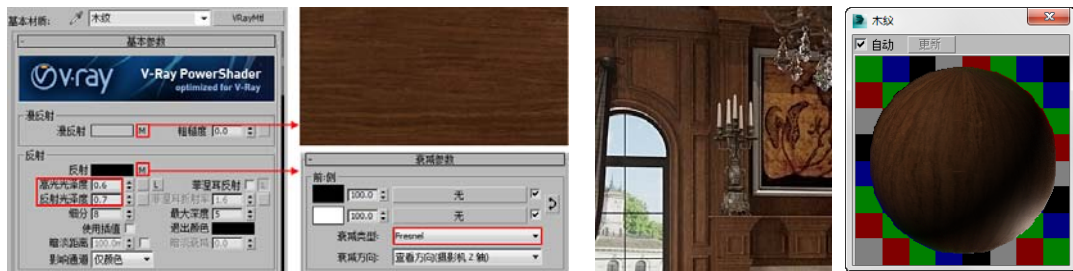 基本材质: 木纹 VRayMtl
- 基本参数
v·ray V-Ray PowerShader
optimized for V-Ray
漫反射
漫反射 M 粗糙度 0.0
反射
反射 M
高光光泽度 0.6 L 菲涅耳反射 L
反射光泽度 0.7 菲涅耳折射率 1.6
细分 8 最大深度 5
使用插值 退出颜色
暗淡距离 100.0m 暗淡衰减 0.0
影响通道 仅颜色
- 衰减参数
前:侧
100.0 无
100.0 无
衰减类型: Fresnel
衰减方向: 查看方向(摄影机 Z 轴)
木纹
自动 更新